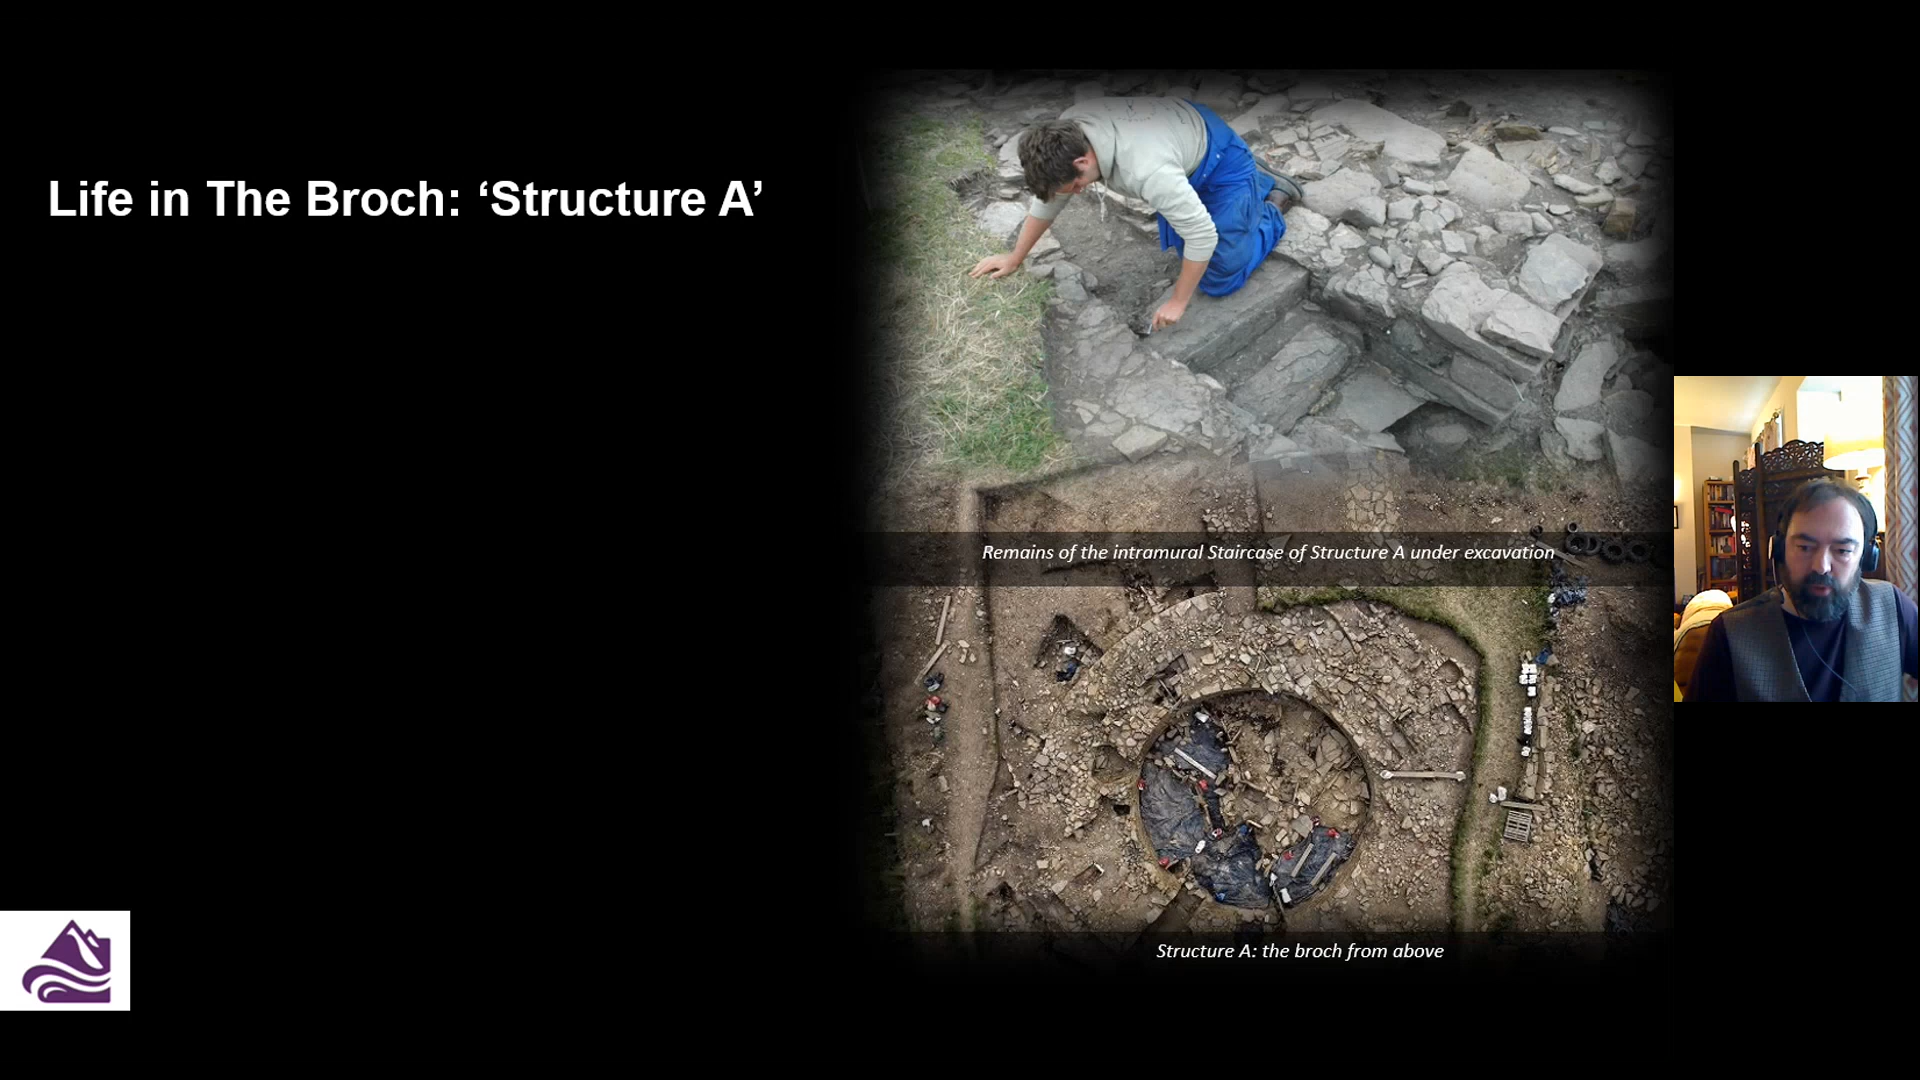 Life in The Broch: ‘Structure A’
Remains of the intramural Staircase of Structure A under excavation
Structure A: the broch from above